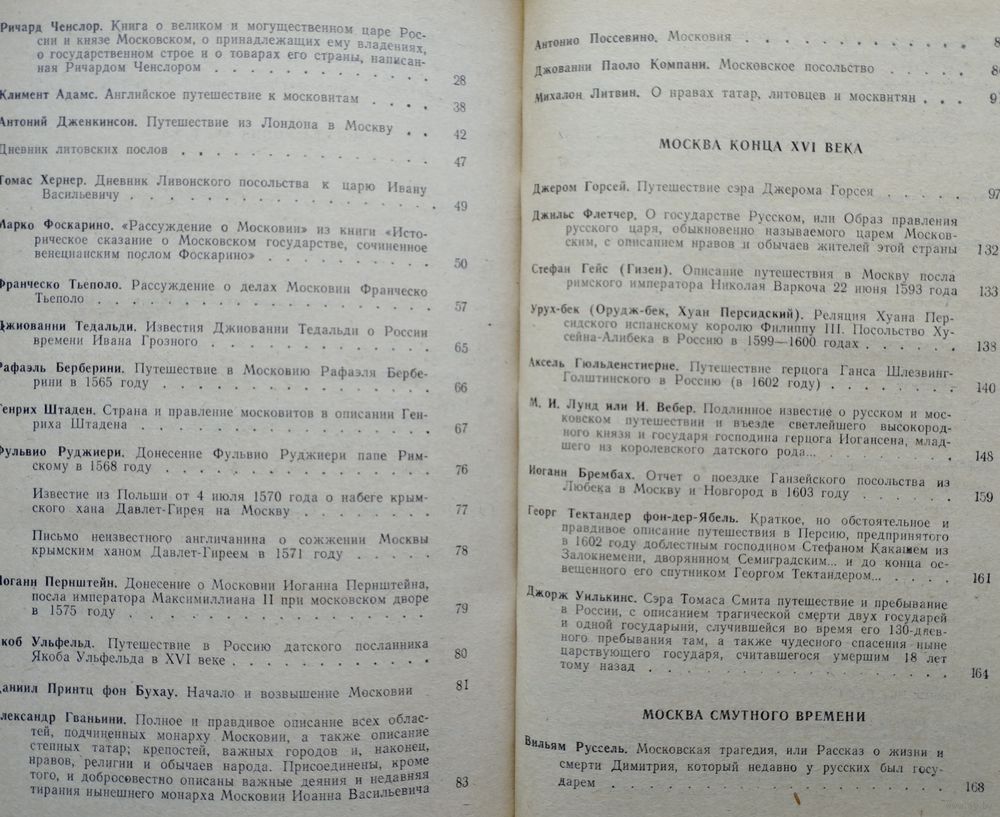 Ричард Ченслор. Книга о великом и могущественном царе Рос-
сии и князе Московском, о принадлежащих ему владениях,
о государственном строе и о товарах его страны, написан-
ная Ричардом Ченслором . . . . . . . . . . . 28
Климент Адамс. Английское путешествие к московитам . . . . 38
Антоний Дженкинсон. Путешествие из Лондона в Москву . . 42
Дневник литовских послов . . . . . . . . . . . . . 47
Томас Хернер. Дневник Ливонского посольства к царю Ивану
Васильевичу . . . . . . . . . . . . . . . . 49
Марко Фоскарино. «Рассуждение о Московии» из книги «Исто-
рическое сказание о Московском государстве, сочиненное
венецианским послом Фоскарино» . . . . . . . . . 50
Франческо Тьеполо. Рассуждение о делах Московии Франческо
Тьеполо . . . . . . . . . . . . . . . . . . 57
Джиованни Тедальди. Известия Джиованни Тедальди о России
времени Ивана Грозного . . . . . . . . . . . . 65
Рафаэль Берберини. Путешествие в Московию Рафаэля Бербе-
рини в 1565 году . . . . . . . . . . . . . . 66
Генрих Штаден. Страна и правление московитов в описании Ген-
риха Штадена . . . . . . . . . . . . . . . 67
Фульвио Руджиери. Донесение Фульвио Руджиери папе Рим-
скому в 1568 году . . . . . . . . . . . . . . 76
Известие из Польши от 4 июля 1570 года о набеге крым-
ского хана Давлет-Гирея на Москву . . . . . . . 77
Письмо неизвестного англичанина о сожжении Москвы
крымским ханом Давлет-Гиреем в 1571 году . . . . . 78
Иоганн Пернштейн. Донесение о Московии Иоганна Пернштейна,
посла императора Максимиллиана II при московском дворе
в 1575 году . . . . . . . . . . . . . . . . 79
Якоб Ульфельд. Путешествие в Россию датского посланника
Якоба Ульфельда в XVI веке . . . . . . . . . . . 80
Даниил Принтц фон Бухау. Начало и возвышение Московии 81
Александр Гваньини. Полное и правдивое описание всех облас-
тей, подчиненных монарху Московии, а также описание
степных татар; крепостей, важных городов и, наконец,
нравов, религии и обычаев народа. Присоединены, кроме
того, и добросовестно описаны важные деяния и недавняя
тирания нынешнего монарха Московии Иоанна Васильевича 83
Антонио Поссевино. Московия . . . . . . . . . . . 8
Джованни Паоло Компани. Московское посольство . . . . . 8
Михалон Литвин. О нравах татар, литовцев и москвитян . . . 9
МОСКВА КОНЦА XVI ВЕКА
Джером Горсей. Путешествие сэра Джерома Горсея . . . . . 97
Джильс Флетчер. О государстве Русском, или Образ правления
русского царя, обыкновенно называемого царем Москов-
ским, с описанием нравов и обычаев жителей этой страны 132
Стефан Гейс (Гизен). Описание путешествия в Москву посла
римского императора Николая Варкоча 22 июня 1593 года 133
Урух-бек (Орудж-бек, Хуан Персидский). Реляция Хуана Пер-
сидского испанскому королю Филиппу III. Посольство Ху-
сейна-Алибека в Россию в 1599—1600 годах . . . . . . 138
Аксель Гюльденстиерне. Путешествие герцога Ганса Шлезвинг-
Голштинского в Россию (в 1602 году) . . . . . . . . 140
М. И. Лунд или И. Вебер. Подлинное известие о русском и мос-
ковском путешествии и въезде светлейшего высокород-
ного князя и государя господина герцога Иогансена, млад-
шего из королевского датского рода... . . . . . . . . 148
Иоганн Брембах. Отчет о поездке Ганзейского посольства из
Любека в Москву и Новгород в 1603 году . . . . . . 159
Георг Тектандер фон-дер-Ябель. Краткое, но обстоятельное и
правдивое описание путешествия в Персию, предпринятого
в 1602 году доблестным господином Стефаном Какашем из
Залокнемени, дворянином Семиградским... и до конца ос-
вещенного его спутником Георгом Тектандером... . . . . 161
Джордж Уилькинс. Сэра Томаса Смита путешествие и пребывание
в России, с описанием трагической смерти двух государей
и одной государыни, случившейся во время его 130-днев-
ного пребывания там, а также чудесного спасения ныне
царствующего государя, считавшегося умершим 18 лет
тому назад . . . . . . . . . . . . . . . . 164
МОСКВА СМУТНОГО ВРЕМЕНИ
Вильям Руссель. Московская трагедия, или Рассказ о жизни и
смерти Димитрия, который недавно у русских был госу-
дарем . . . . . . . . . . . . . . . . . . 168